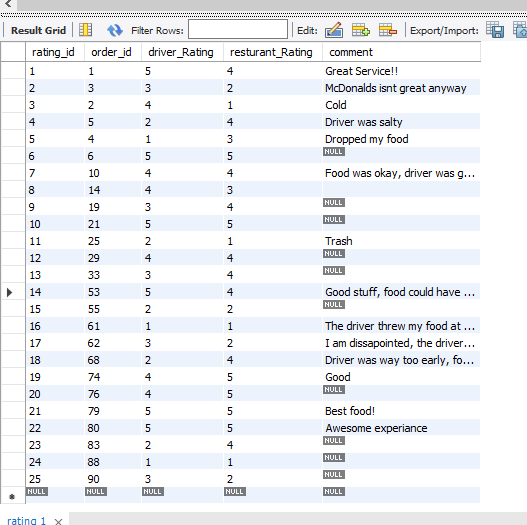 Result Grid Filter Rows: Edit: Export/Import:
rating_id order_id driver_Rating resturant_Rating comment
1 1 5 4 Great Service!!
2 3 3 2 McDonalds isnt great anyway
3 2 4 1 Cold
4 5 2 4 Driver was salty
5 4 1 3 Dropped my food
6 6 5 5 NULL
7 10 4 4 Food was okay, driver was g...
8 14 4 3
9 19 3 4 NULL
10 21 5 5 NULL
11 25 2 1 Trash
12 29 4 4 NULL
13 33 3 4 NULL
14 53 5 4 Good stuff, food could have ...
15 55 2 2 NULL
16 61 1 1 The driver threw my food at ...
17 62 3 2 I am dissapointed, the driver...
18 68 2 4 Driver was way too early, fo...
19 74 4 5 Good
20 76 4 5 NULL
21 79 5 5 Best food!
22 80 5 5 Awesome experiance
23 83 2 4 NULL
24 88 1 1 NULL
25 90 3 2 NULL
NULL NULL NULL NULL NULL
rating 1